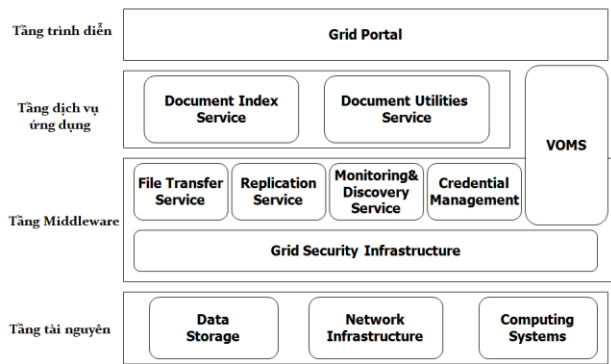 Tầng trình diễn
Grid Portal
Tầng dịch vụ
ứng dụng
Document Index
Service
Document Utilities
Service
VOMS
Tầng Middleware
File Transfer
Service
Replication
Service
Monitoring&
Discovery
Service
Credential
Management
Grid Security Infrastructure
Tầng tài nguyên
Data
Storage
Network
Infrastructure
Computing
Systems